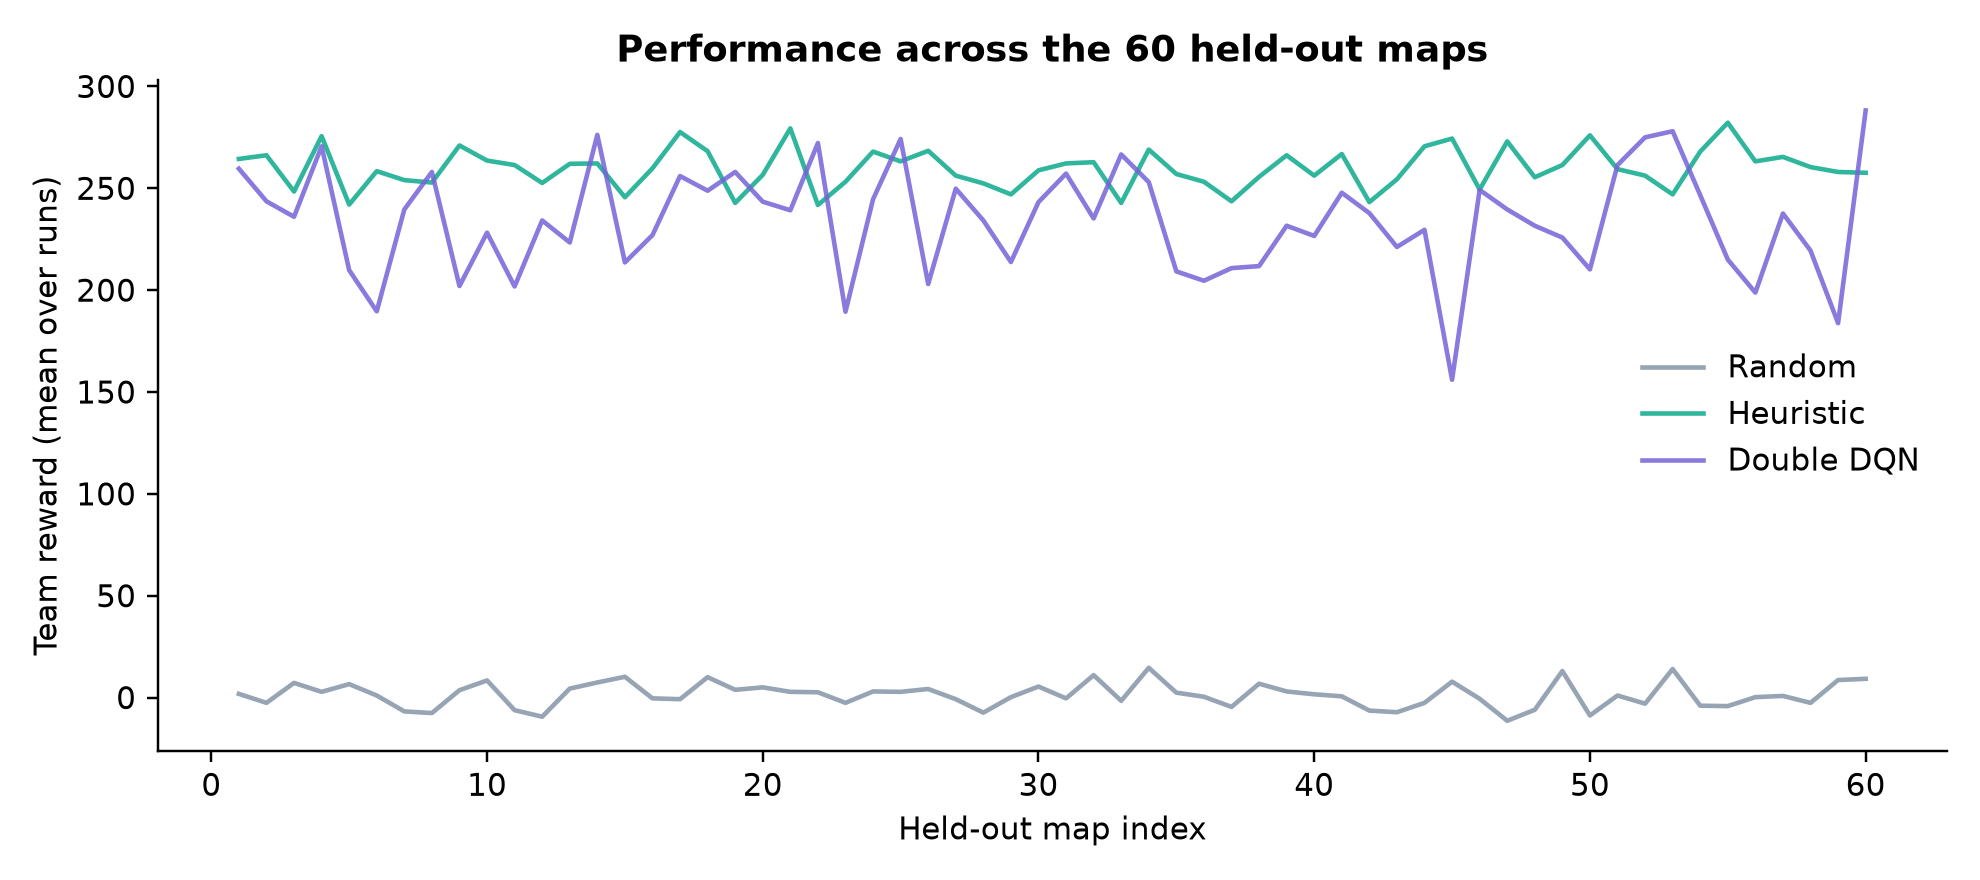 Performance across the 60 held-out maps
Team reward (mean over runs)
300
250
200
150
100
50
0
Random
Heuristic
Double DQN
0 10 20 30 40 50 60
Held-out map index